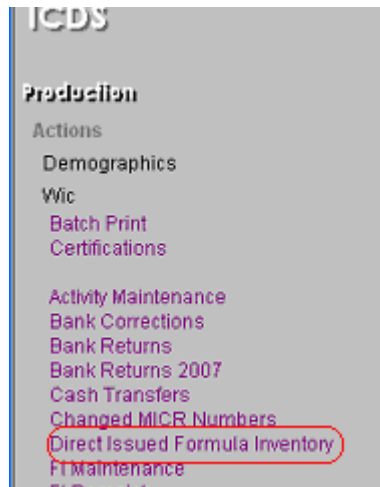 ICDS
Production
Actions
Demographics
Wic
Batch Print
Certifications
Activity Maintenance
Bank Corrections
Bank Returns
Bank Returns 2007
Cash Transfers
Changed MICR Numbers
Direct Issued Formula Inventory
FI Maintenance